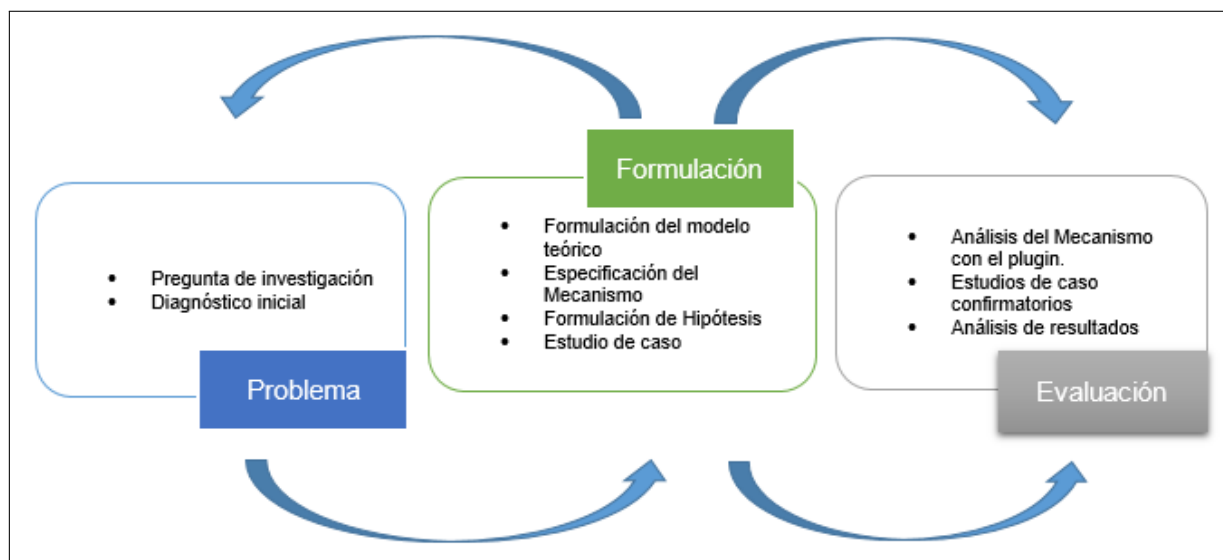 • Pregunta de investigación
• Diagnóstico inicial
Problema
Formulación
• Formulación del modelo
teórico
• Especificación del
Mecanismo
• Formulación de Hipótesis
• Estudio de caso
• Análisis del Mecanismo
con el plugin.
• Estudios de caso
confirmatorios
• Análisis de resultados
Evaluación